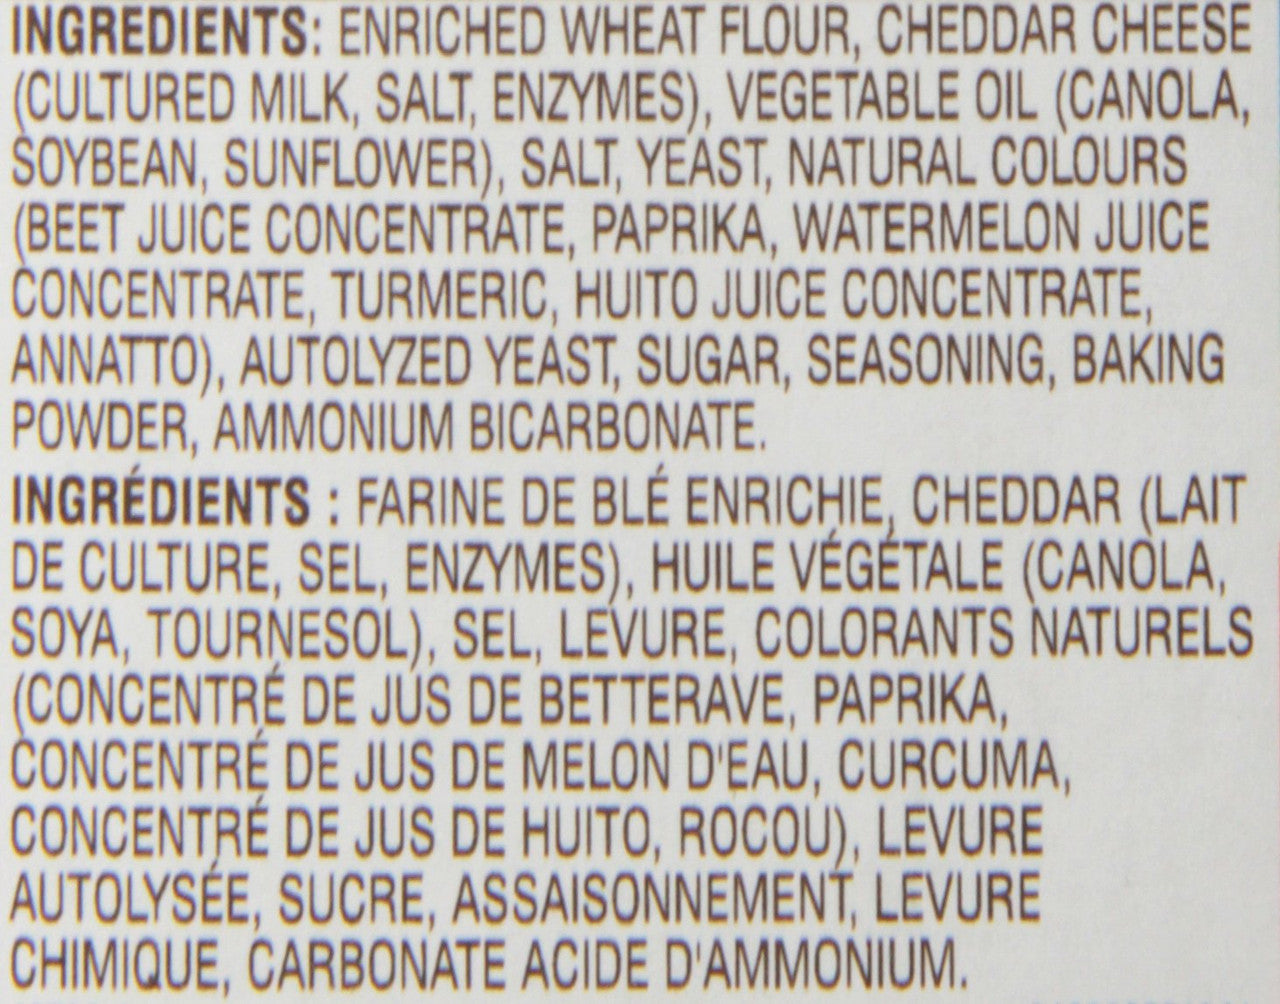 INGREDIENTS: ENRICHED WHEAT FLOUR, CHEDDAR CHEESE
(CULTURED MILK, SALT, ENZYMES), VEGETABLE OIL (CANOLA,
SOYBEAN, SUNFLOWER), SALT, YEAST, NATURAL COLOURS
(BEET JUICE CONCENTRATE, PAPRIKA, WATERMELON JUICE
CONCENTRATE, TURMERIC, HUITO JUICE CONCENTRATE,
ANNATTO), AUTOLYZED YEAST, SUGAR, SEASONING, BAKING
POWDER, AMMONIUM BICARBONATE.
INGRÉDIENTS : FARINE DE BLÉ ENRICHIE, CHEDDAR (LAIT
DE CULTURE, SEL, ENZYMES), HUILE VÉGÉTALE (CANOLA,
SOYA, TOURNESOL), SEL, LEVURE, COLORANTS NATURELS
(CONCENTRÉ DE JUS DE BETTERAVE, PAPRIKA,
CONCENTRÉ DE JUS DE MELON D'EAU, CURCUMA,
CONCENTRÉ DE JUS DE HUITO, ROCOU), LEVURE
AUTOLYSÉE, SUCRE, ASSAISONNEMENT, LEVURE
CHIMIQUE, CARBONATE ACIDE D'AMMONIUM.